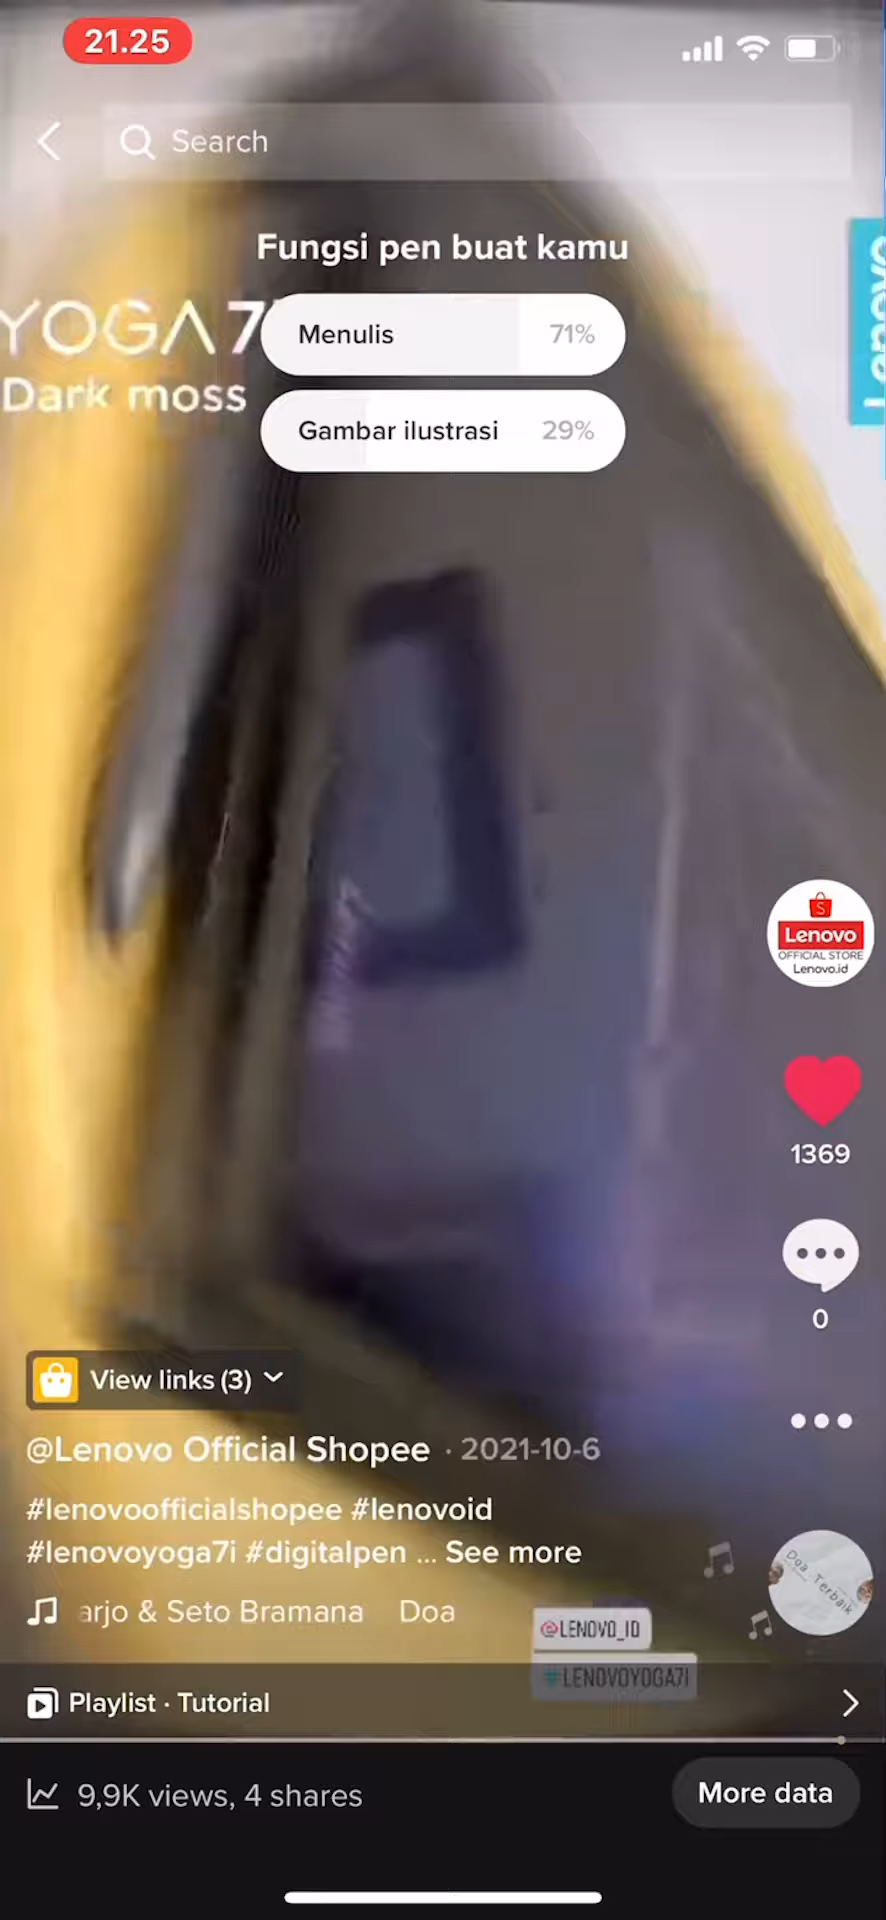 21.25
Search
Fungsi pen buat kamu
YOGA 7
Dark moss
Menulis 71%
Gambar ilustrasi 29%
Lenovo
S
Lenovo
OFFICIAL STORE
Lenovo.id
1369
0
View links (3)
@Lenovo Official Shopee · 2021-10-6
#lenovoofficialshopee #lenovoid
#lenovoyoga7i #digitalpen ... See more
arjo & Seto Bramana Doa
Doa Terbaik
@LENOVO_ID
#LENOVOYOGA7I
Playlist · Tutorial
9,9K views, 4 shares
More data